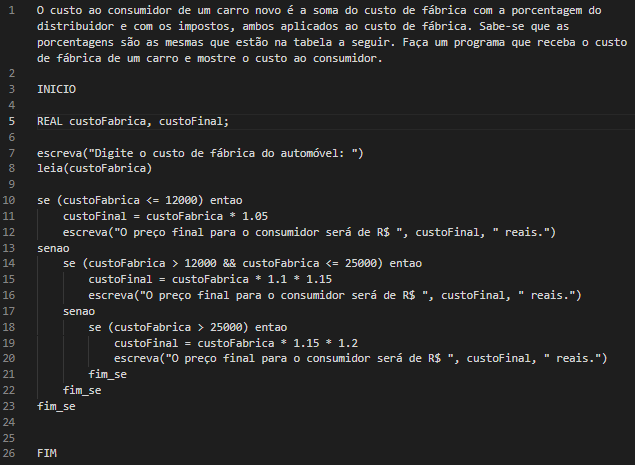 1 O custo ao consumidor de um carro novo é a soma do custo de fábrica com a porcentagem do
distribuidor e com os impostos, ambos aplicados ao custo de fábrica. Sabe-se que as
porcentagens são as mesmas que estão na tabela a seguir. Faça um programa que receba o custo
de fábrica de um carro e mostre o custo ao consumidor.
2
3 INICIO
4
5 REAL custoFabrica, custoFinal;
6
7 escreva("Digite o custo de fábrica do automóvel: ")
8 leia(custoFabrica)
9
10 se (custoFabrica <= 12000) entao
11 custoFinal = custoFabrica * 1.05
12 escreva("O preço final para o consumidor será de R$ ", custoFinal, " reais.")
13 senao
14 se (custoFabrica > 12000 && custoFabrica <= 25000) entao
15 custoFinal = custoFabrica * 1.1 * 1.15
16 escreva("O preço final para o consumidor será de R$ ", custoFinal, " reais.")
17 senao
18 se (custoFabrica > 25000) entao
19 custoFinal = custoFabrica * 1.15 * 1.2
20 escreva("O preço final para o consumidor será de R$ ", custoFinal, " reais.")
21 fim_se
22 fim_se
23 fim_se
24
25
26 FIM